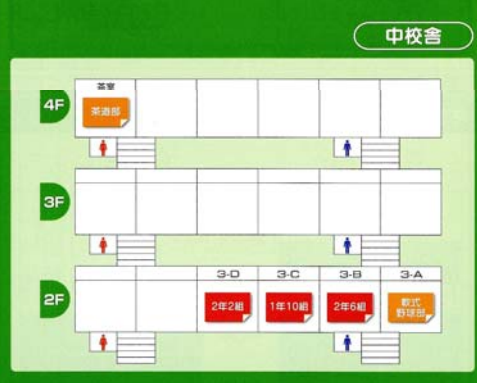 中校舎
4F
茶室
茶道部
3F
2F
3-D
3-C
3-B
3-A
2年2組
1年10組
2年6組
軟式
野球部